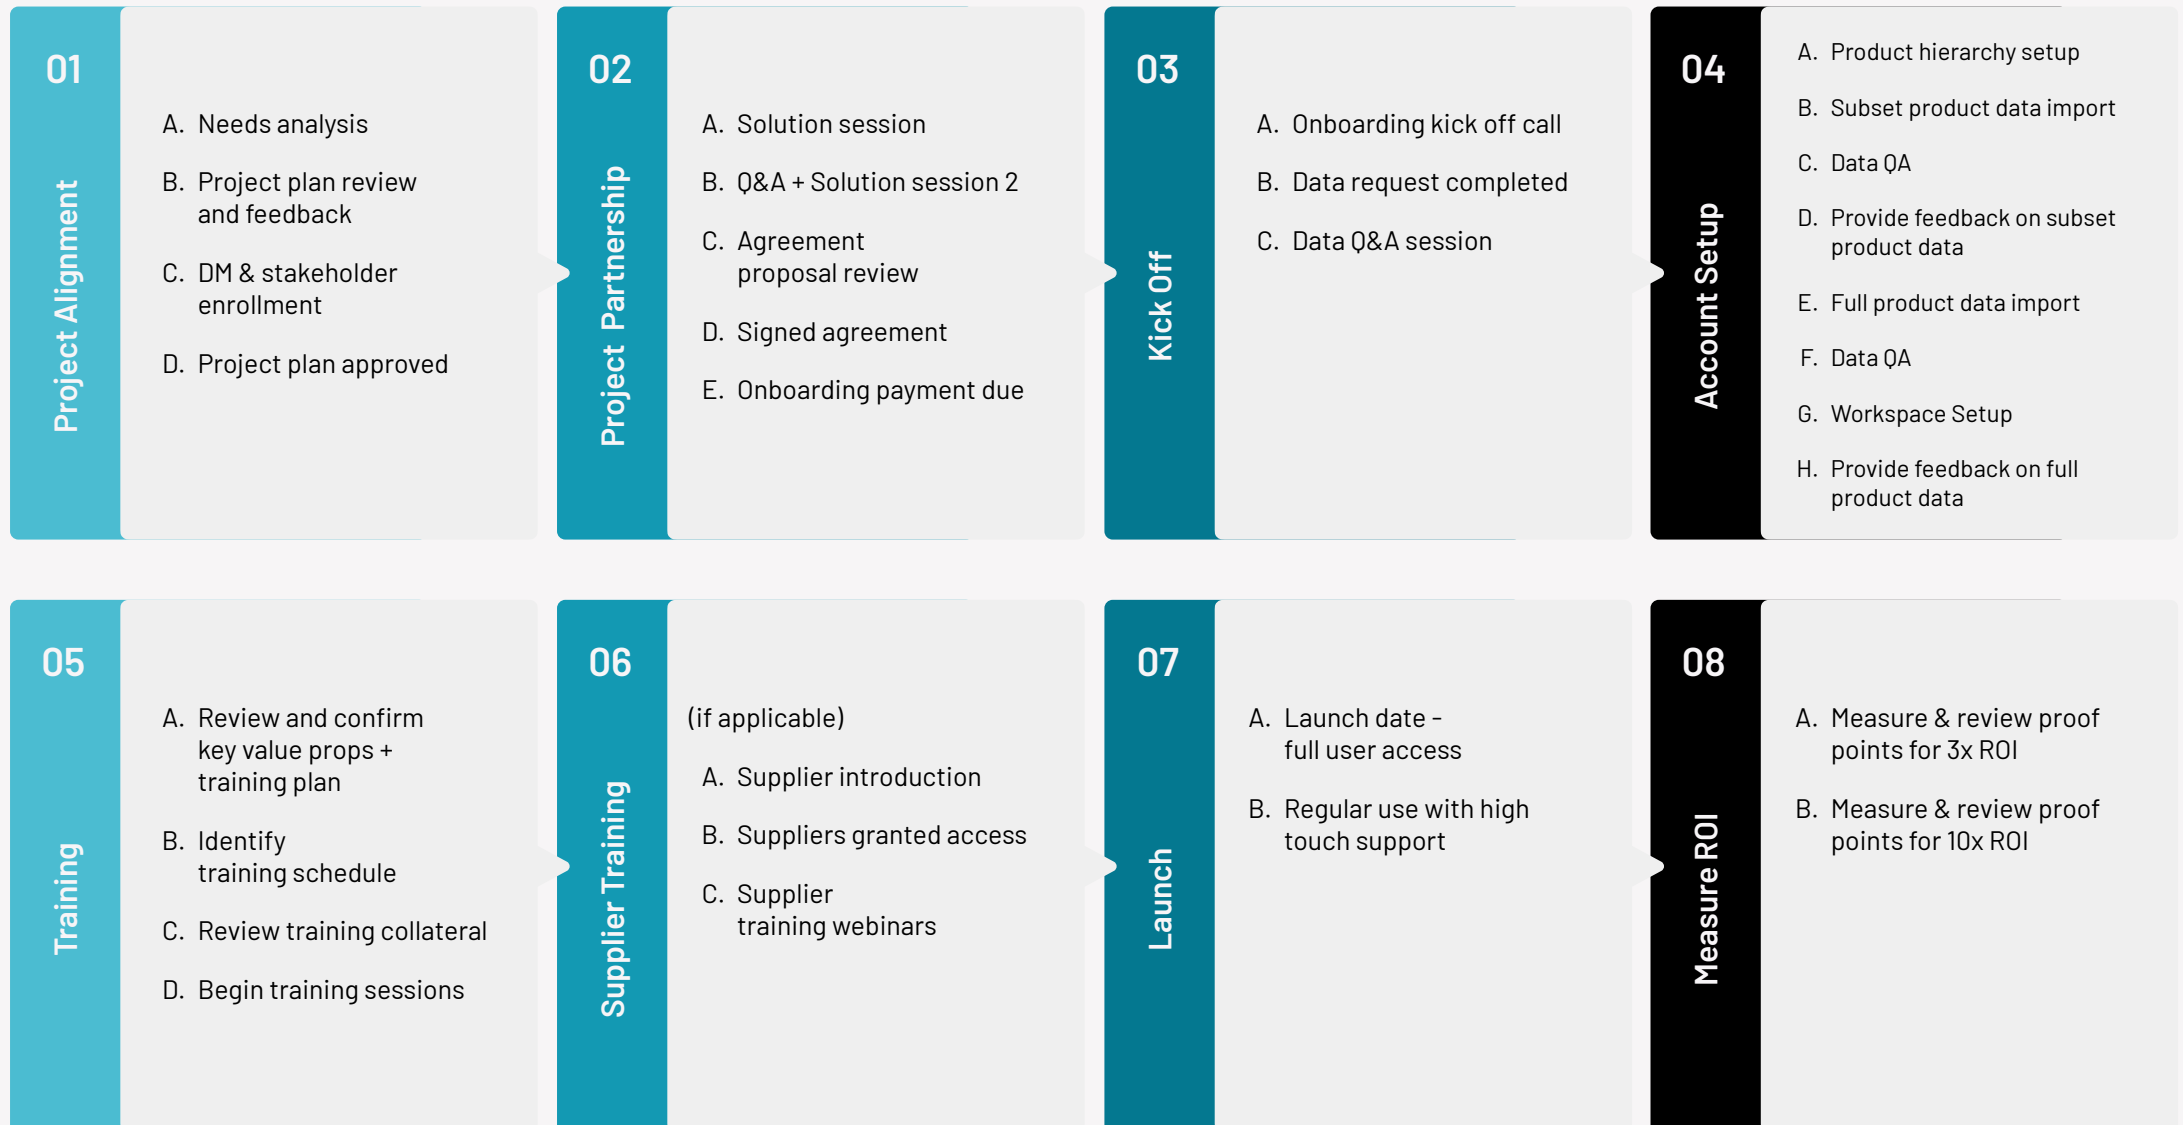 01
Project Alignment
A. Needs analysis
B. Project plan review
and feedback
C. DM & stakeholder
enrollment
D. Project plan approved
02
Project Partnership
A. Solution session
B. Q&A + Solution session 2
C. Agreement
proposal review
D. Signed agreement
E. Onboarding payment due
03
Kick Off
A. Onboarding kick off call
B. Data request completed
C. Data Q&A session
04
Account Setup
A. Product hierarchy setup
B. Subset product data import
C. Data QA
D. Provide feedback on subset
product data
E. Full product data import
F. Data QA
G. Workspace Setup
H. Provide feedback on full
product data
05
Training
A. Review and confirm
key value props +
training plan
B. Identify
training schedule
C. Review training collateral
D. Begin training sessions
06
Supplier Training
(if applicable)
A. Supplier introduction
B. Suppliers granted access
C. Supplier
training webinars
07
Launch
A. Launch date -
full user access
B. Regular use with high
touch support
08
Measure ROI
A. Measure & review proof
points for 3x ROI
B. Measure & review proof
points for 10x ROI